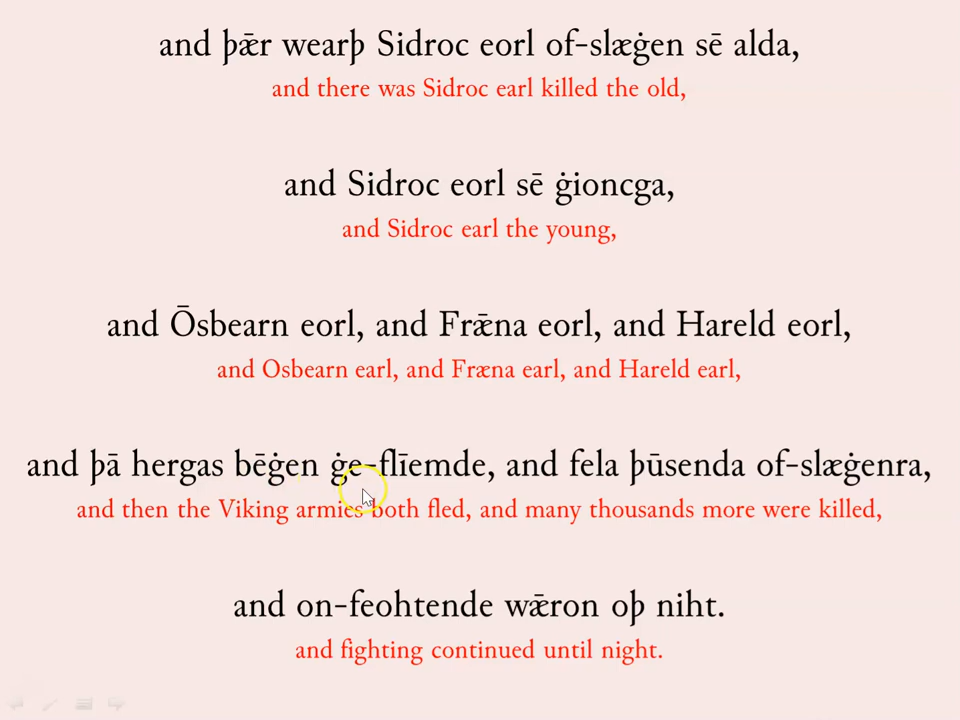 and þǣr wearþ Sidroc eorl of-slæġen sē alda,
and there was Sidroc earl killed the old,
and Sidroc eorl sē ġioncga,
and Sidroc earl the young,
and Ōsbearn eorl, and Frǣna eorl, and Hareld eorl,
and Osbearn earl, and Fræna earl, and Hareld earl,
and þā hergas bēġen ġe-flīemde, and fela þūsenda of-slæġenra,
and then the Viking armies both fled, and many thousands more were killed,
and on-feohtende wǣron oþ niht.
and fighting continued until night.